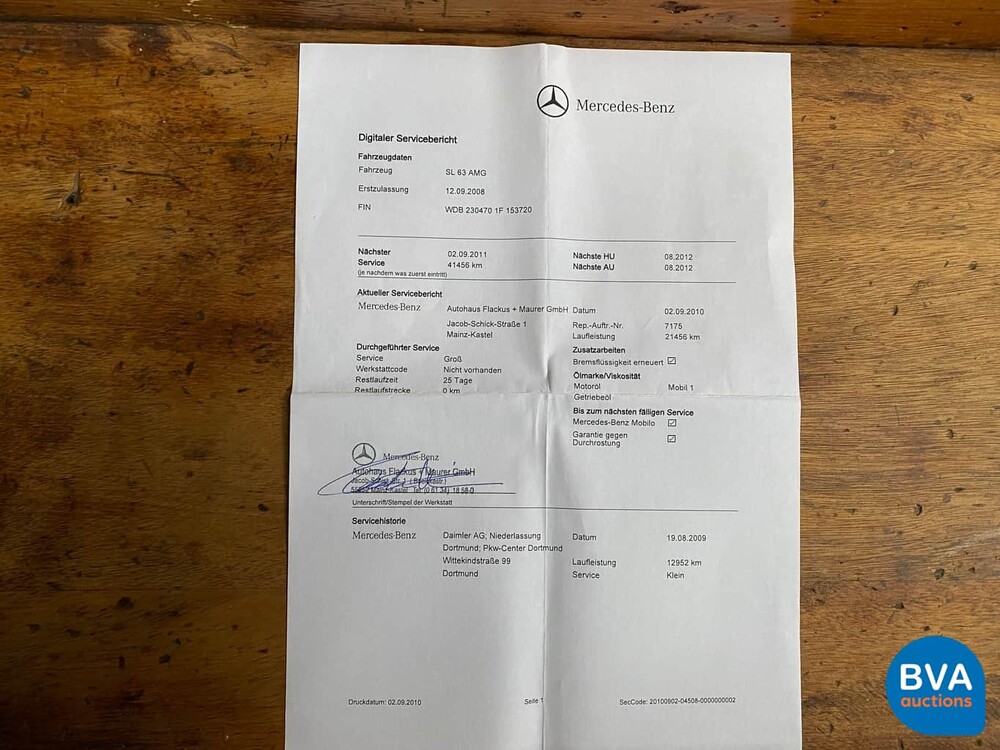 Mercedes-Benz
Digitaler Servicebericht
Fahrzeugdaten
Fahrzeug SL 63 AMG
Erstzulassung 12.09.2008
FIN WDB 230470 1F 153720
Nächster 02.09.2011 Nächste HU 08.2012
Service 41456 km Nächste AU 08.2012
(je nachdem was zuerst eintritt)
Aktueller Servicebericht
Mercedes-Benz Autohaus Flackus + Maurer GmbH Datum 02.09.2010
Jacob-Schick-Straße 1 Rep.-Auftr.-Nr. 7175
Mainz-Kastel Laufleistung 21456 km
Durchgeführter Service Zusatzarbeiten
Service Groß Bremsflüssigkeit erneuert ☑
Werkstattcode Nicht vorhanden Ölmarke/Viskosität
Restlaufzeit 25 Tage Motoröl Mobil 1
Restlaufstrecke 0 km Getriebeöl
Bis zum nächsten fälligen Service
Mercedes-Benz Mobilo ☑
Garantie gegen
Durchrostung ☑
Mercedes-Benz
Autohaus Flackus + Maurer GmbH
Mainz-Kastel
Unterschrift/Stempel der Werkstatt
Servicehistorie
Mercedes-Benz Daimler AG; Niederlassung Datum 19.08.2009
Dortmund; Pkw-Center Dortmund
Wittekindstraße 99 Laufleistung 12952 km
Dortmund Service Klein
Druckdatum: 02.09.2010 Seite 1 SecCode: 20100902-04508-0000000002
BVA
auctions